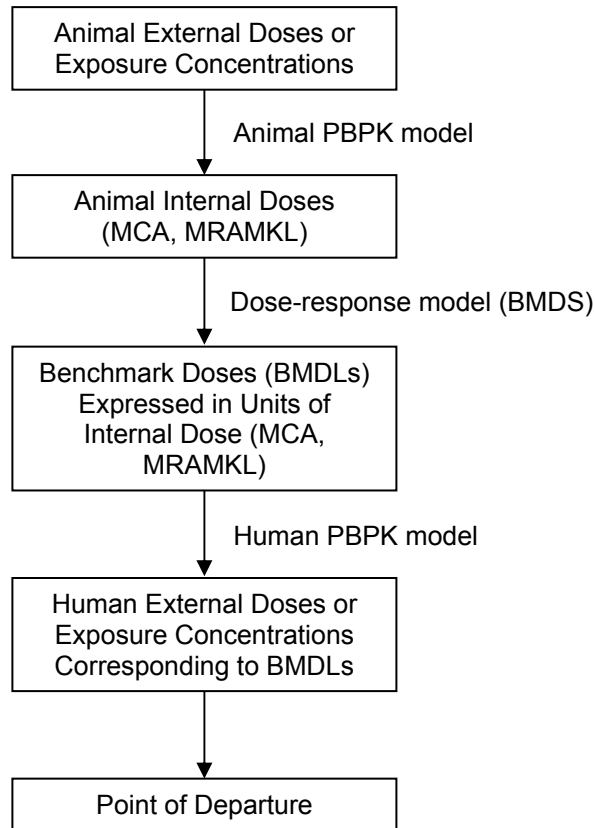 Animal External Doses or
Exposure Concentrations
Animal PBPK model
Animal Internal Doses
(MCA, MRAMKL)
Dose-response model (BMDS)
Benchmark Doses (BMDLs)
Expressed in Units of
Internal Dose (MCA,
MRAMKL)
Human PBPK model
Human External Doses or
Exposure Concentrations
Corresponding to BMDLs
Point of Departure